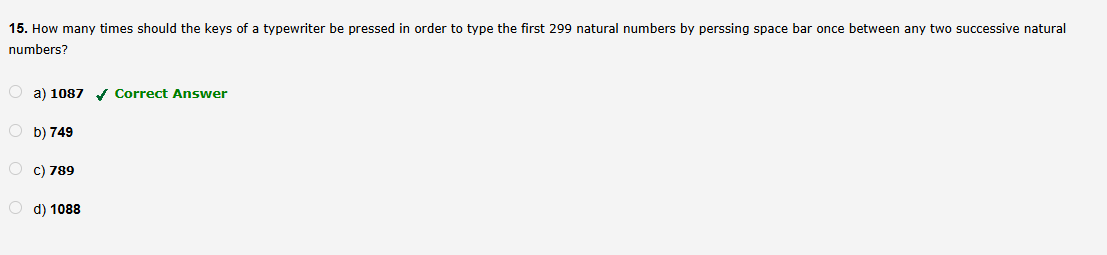 15. How many times should the keys of a typewriter be pressed in order to type the first 299 natural numbers by perssing space bar once between any two successive natural
numbers?
a) 1087 ✔ Correct Answer
b) 749
c) 789
d) 1088